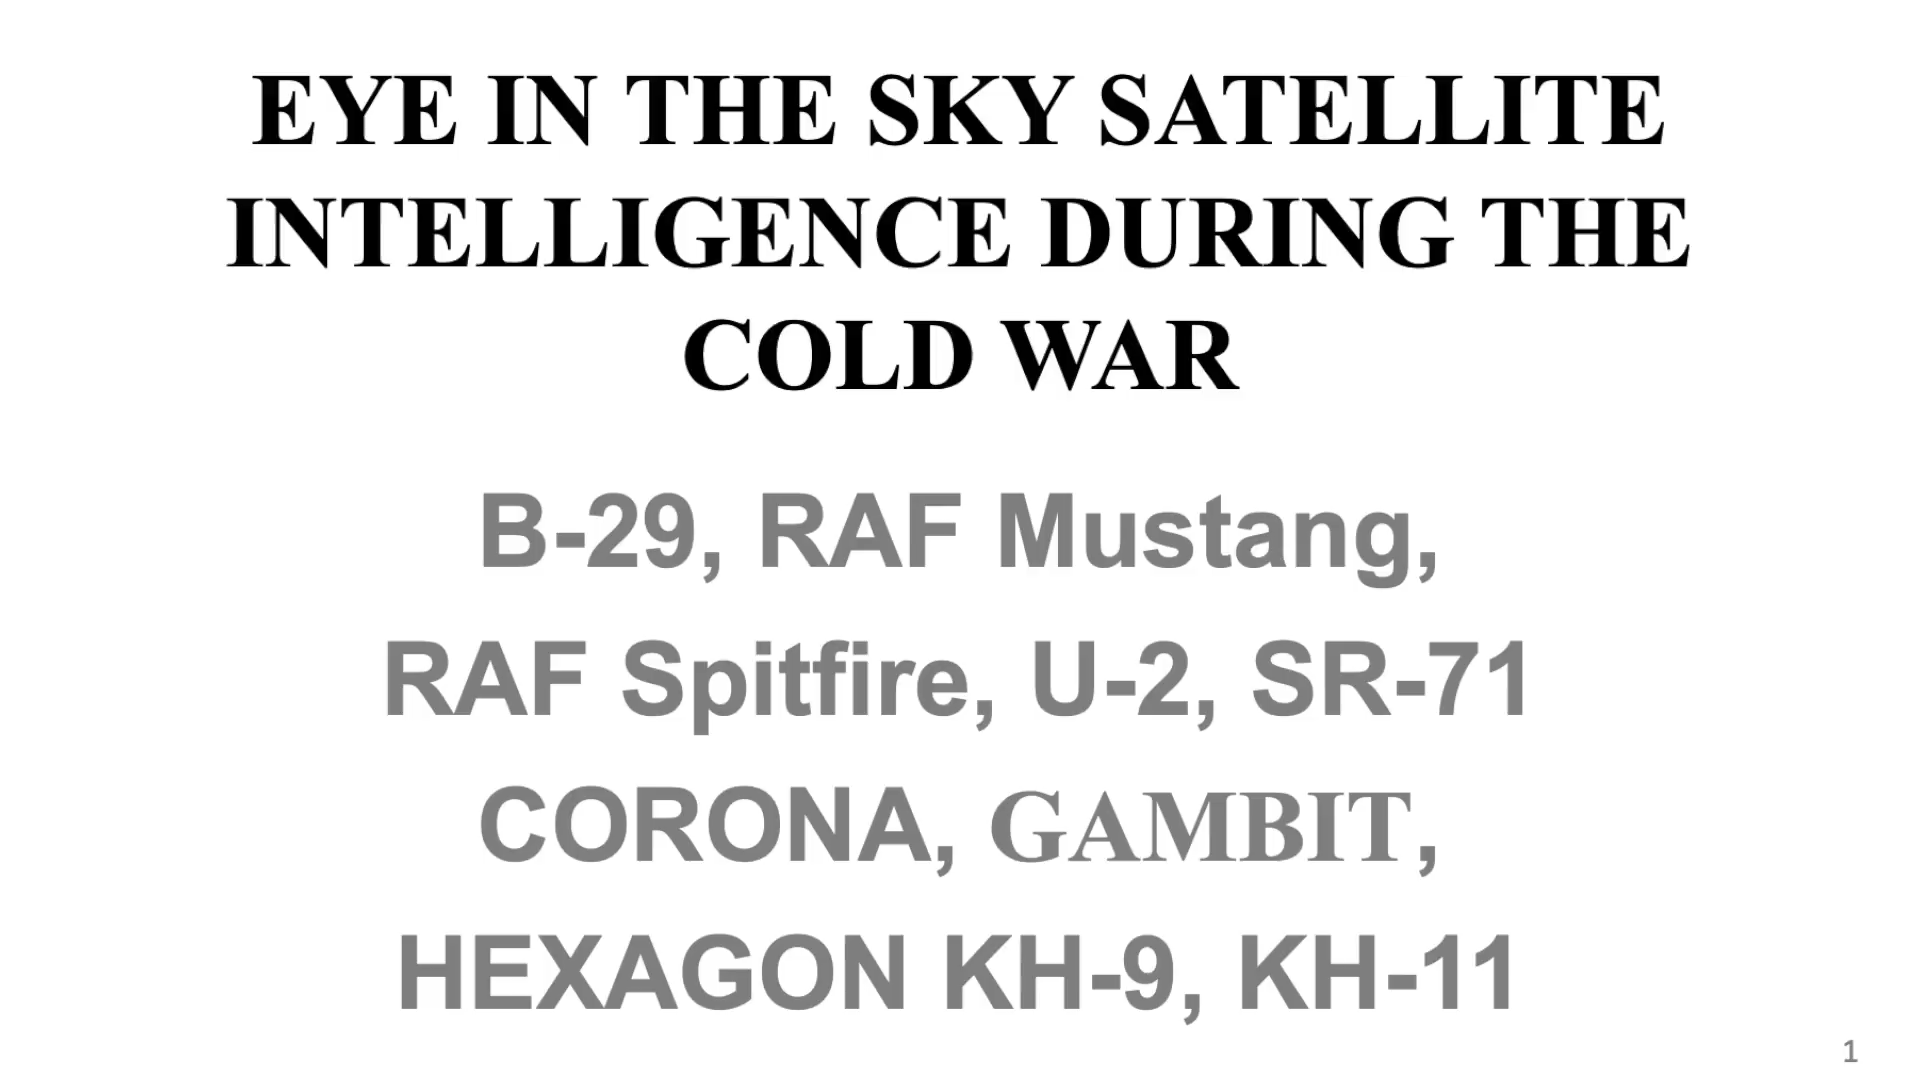 EYE IN THE SKY SATELLITE
INTELLIGENCE DURING THE
COLD WAR
B-29, RAF Mustang,
RAF Spitfire, U-2, SR-71
CORONA, GAMBIT,
HEXAGON KH-9, KH-11
1